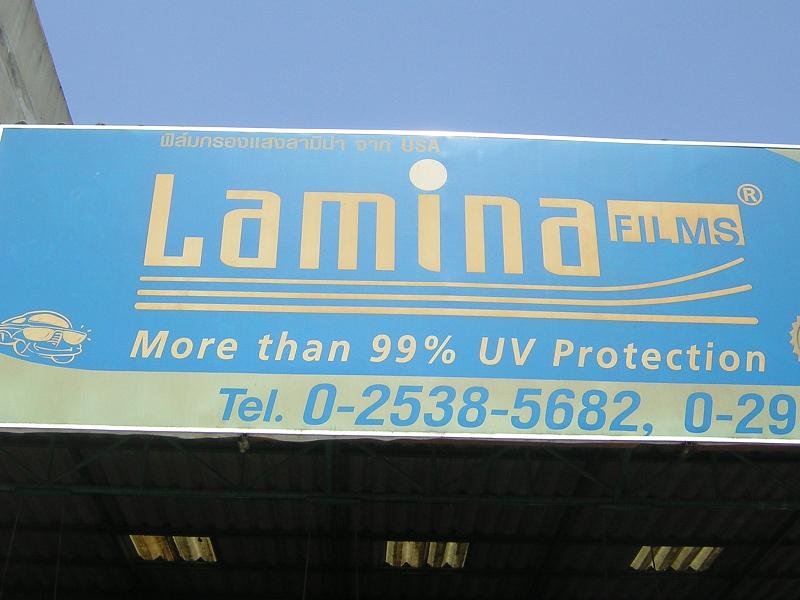 ฟิล์มกรองแสงลามิน่า จาก USA
Lamina FILMS®
More than 99% UV Protection
Tel. 0-2538-5682, 0-29